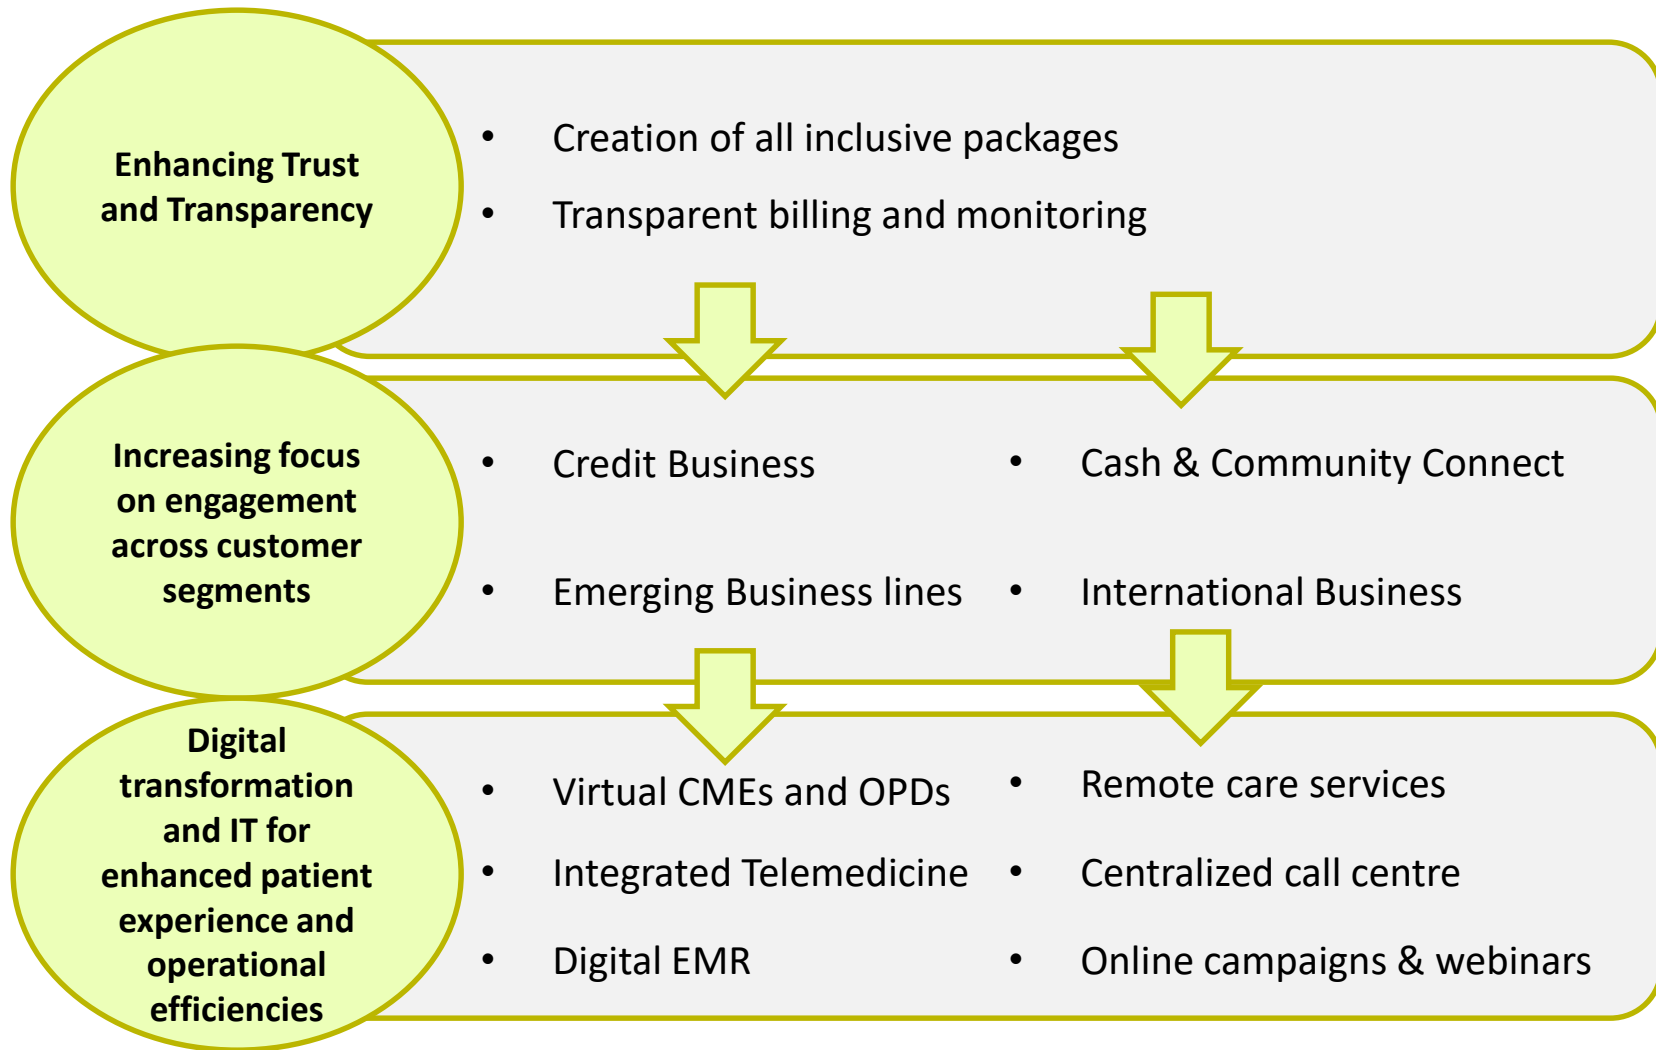 Enhancing Trust
and Transparency
• Creation of all inclusive packages
• Transparent billing and monitoring
Increasing focus
on engagement
across customer
segments
• Credit Business
• Cash & Community Connect
• Emerging Business lines
• International Business
Digital
transformation
and IT for
enhanced patient
experience and
operational
efficiencies
• Virtual CMEs and OPDs
• Remote care services
• Integrated Telemedicine
• Centralized call centre
• Digital EMR
• Online campaigns & webinars